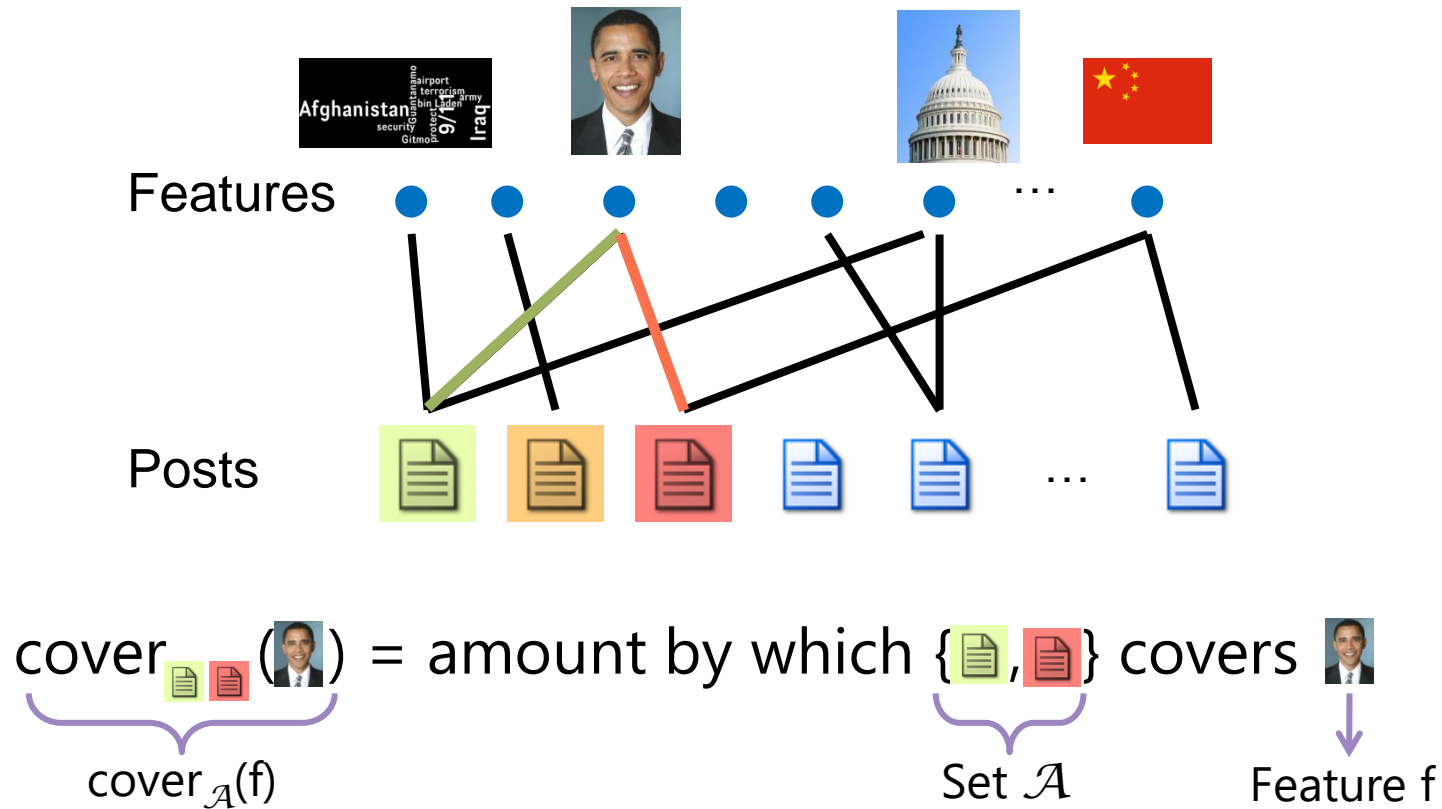 airport
terrorism
Guantanamo
bin Laden
army
Afghanistan
protect
9/11
Iraq
security
Gitmo
Features
...
Posts
...
cover ( ) = amount by which { , } covers
cover𝒜(f)
Set 𝒜
Feature f